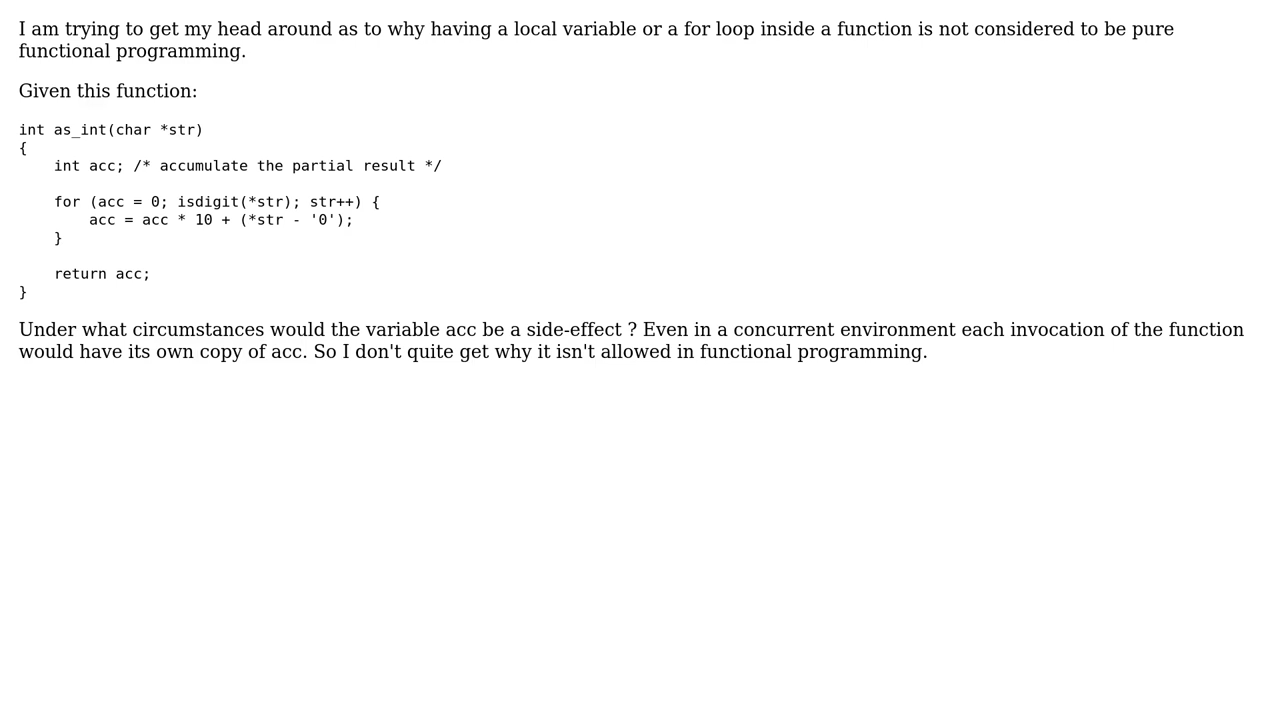 I am trying to get my head around as to why having a local variable or a for loop inside a function is not considered to be pure
functional programming.
Given this function:
int as_int(char *str)
{
    int acc; /* accumulate the partial result */
    for (acc = 0; isdigit(*str); str++) {
        acc = acc * 10 + (*str - '0');
    }
    return acc;
}
Under what circumstances would the variable acc be a side-effect ? Even in a concurrent environment each invocation of the function
would have its own copy of acc. So I don't quite get why it isn't allowed in functional programming.